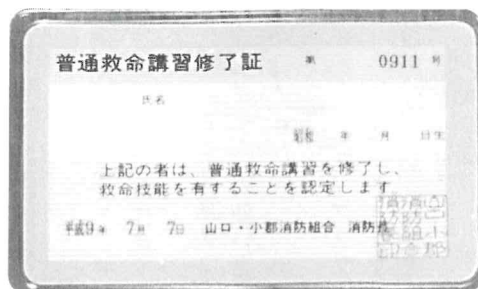 普通救命講習修了証 第 0911 号
氏名
昭和 年 月 日生
上記の者は、普通救命講習を修了し、
救命技能を有することを認定します
平成9年 7月 7日 山口・小郡消防組合 消防長